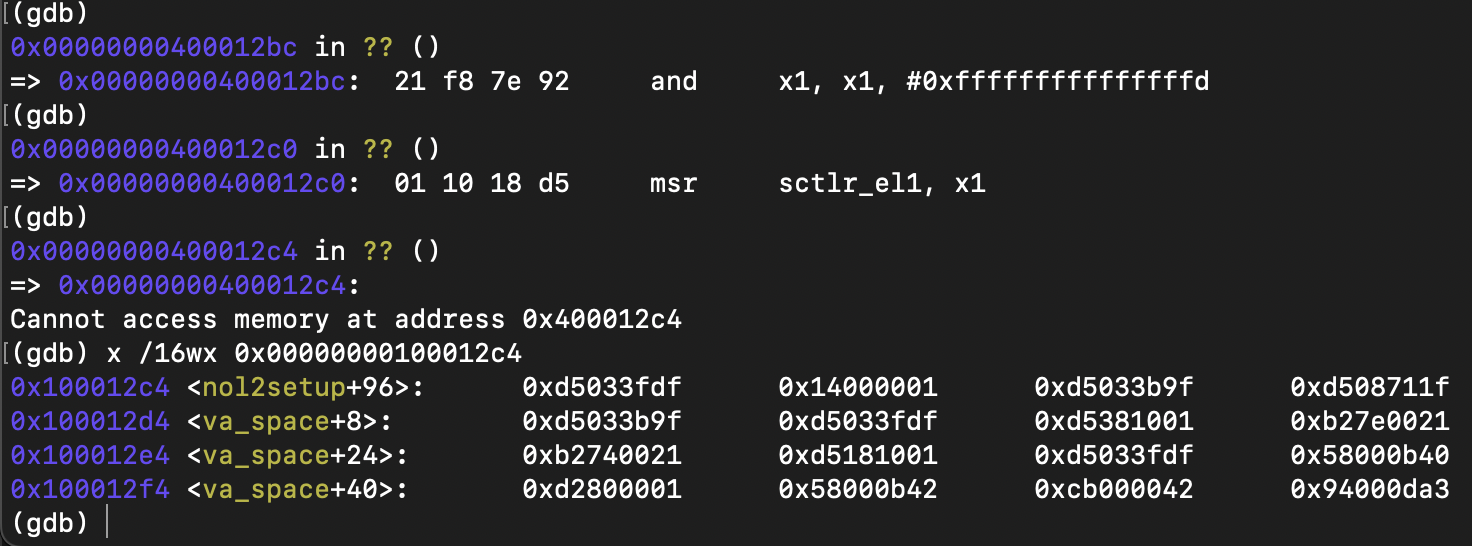 (gdb)
0x00000000400012bc in ?? ()
=> 0x00000000400012bc:  21 f8 7e 92     and     x1, x1, #0xfffffffffffffffd
(gdb)
0x00000000400012c0 in ?? ()
=> 0x00000000400012c0:  01 10 18 d5     msr     sctlr_el1, x1
(gdb)
0x00000000400012c4 in ?? ()
=> 0x00000000400012c4:
Cannot access memory at address 0x400012c4
(gdb) x /16wx 0x00000000100012c4
0x100012c4 <nol2setup+96>:      0xd5033fdf      0x14000001      0xd5033b9f      0xd508711f
0x100012d4 <va_space+8>:        0xd5033b9f      0xd5033fdf      0xd5381001      0xb27e0021
0x100012e4 <va_space+24>:       0xb2740021      0xd5181001      0xd5033fdf      0x58000b40
0x100012f4 <va_space+40>:       0xd2800001      0x58000b42      0xcb000042      0x94000da3
(gdb)